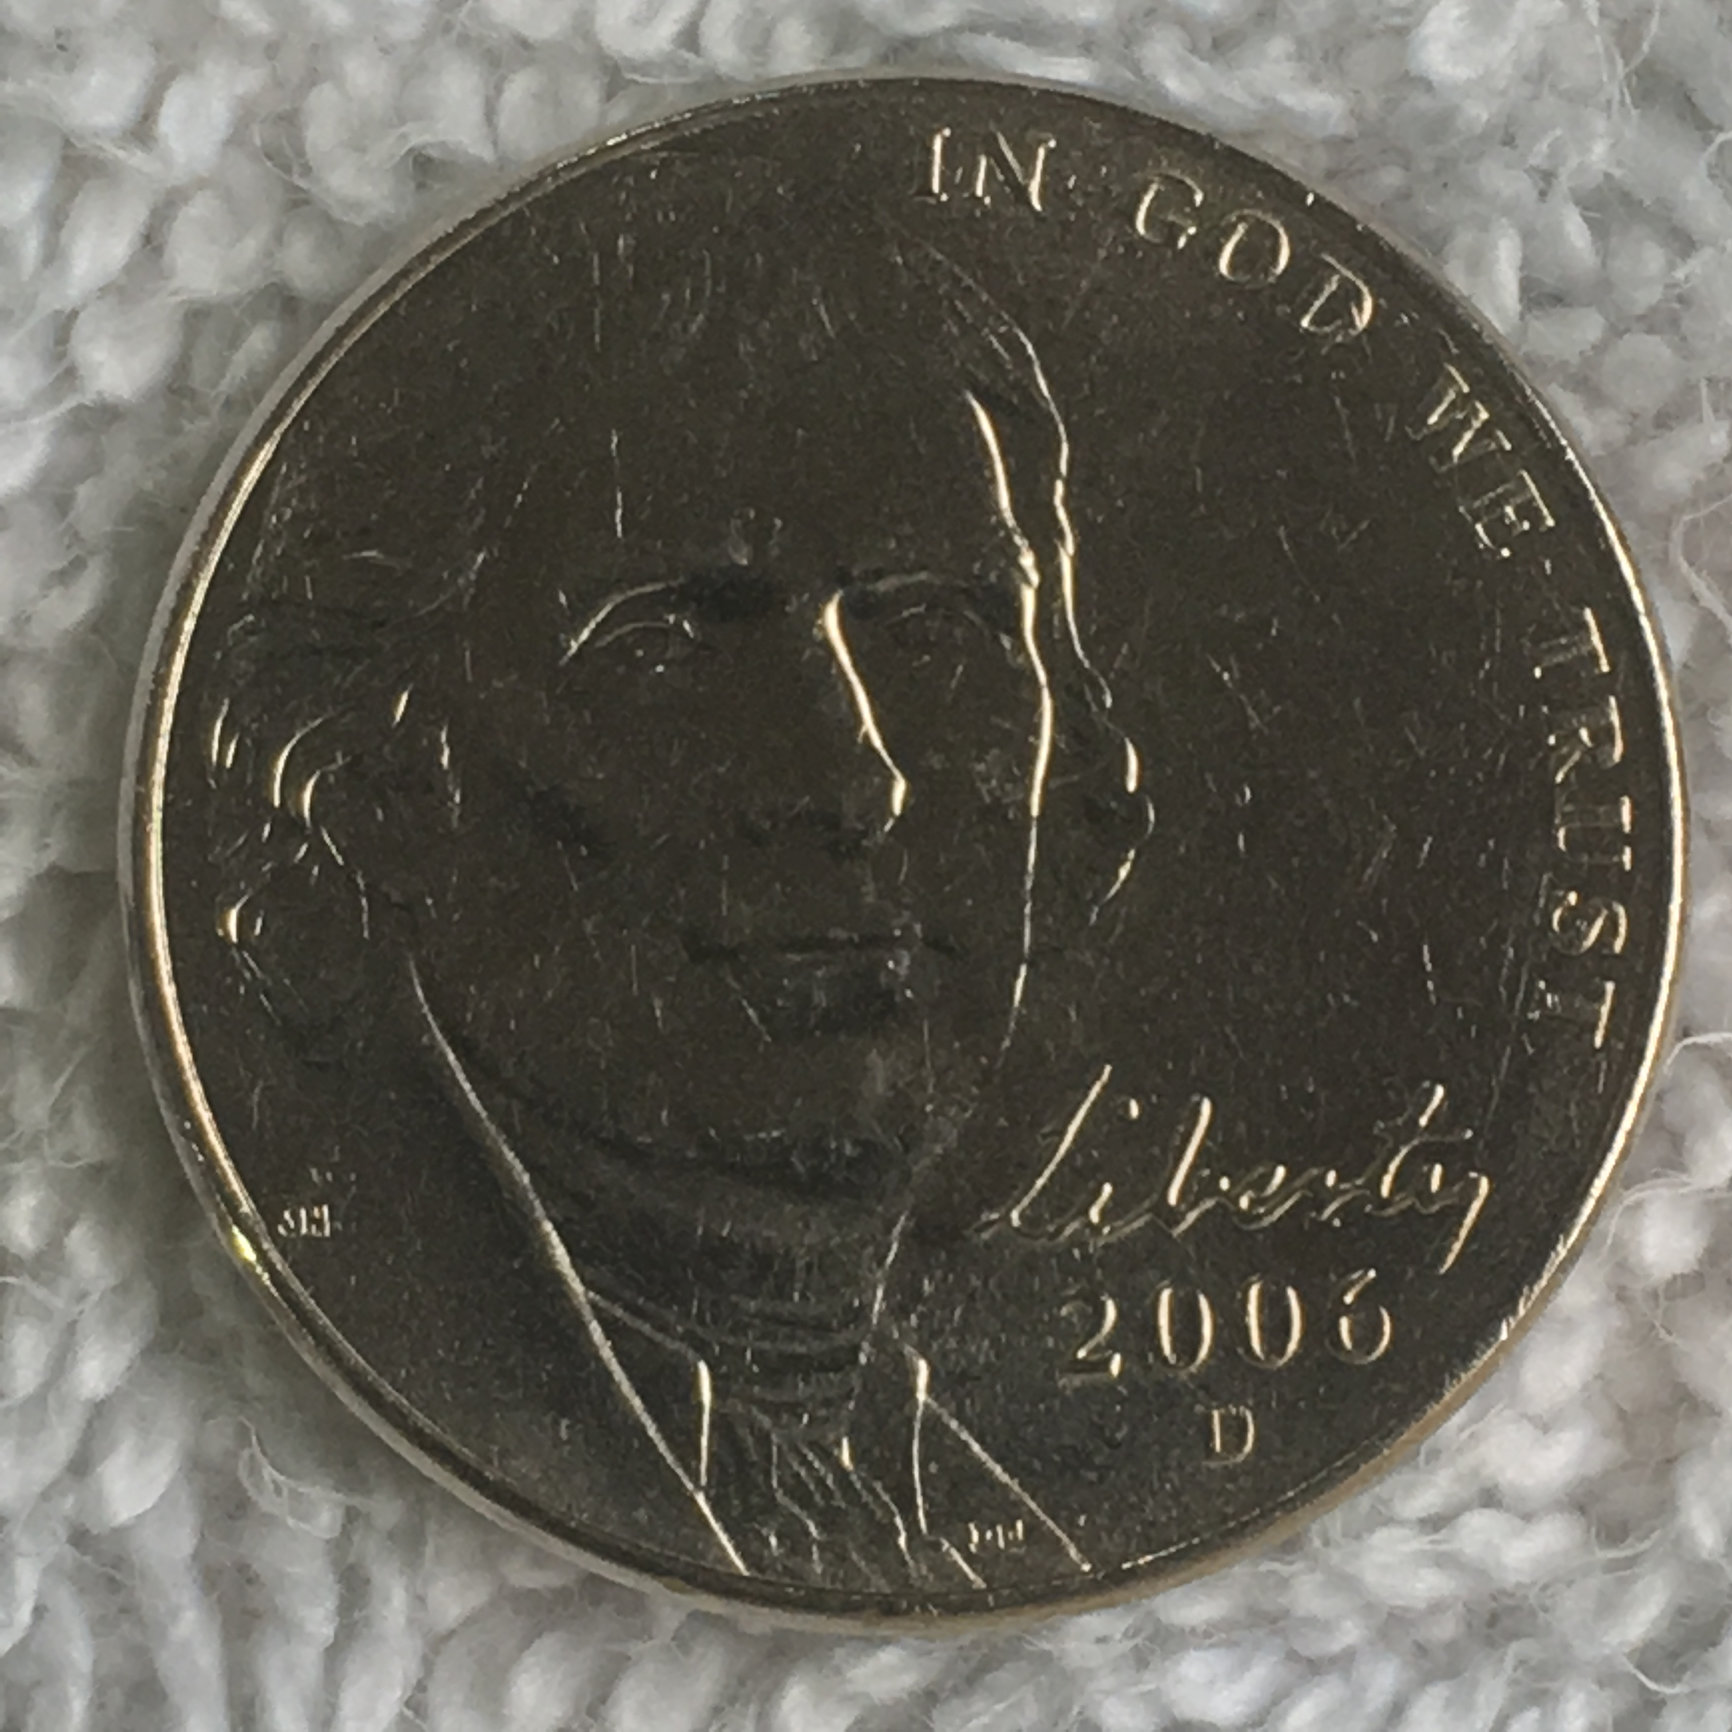 IN GOD WE TRUST
Liberty
2006
D